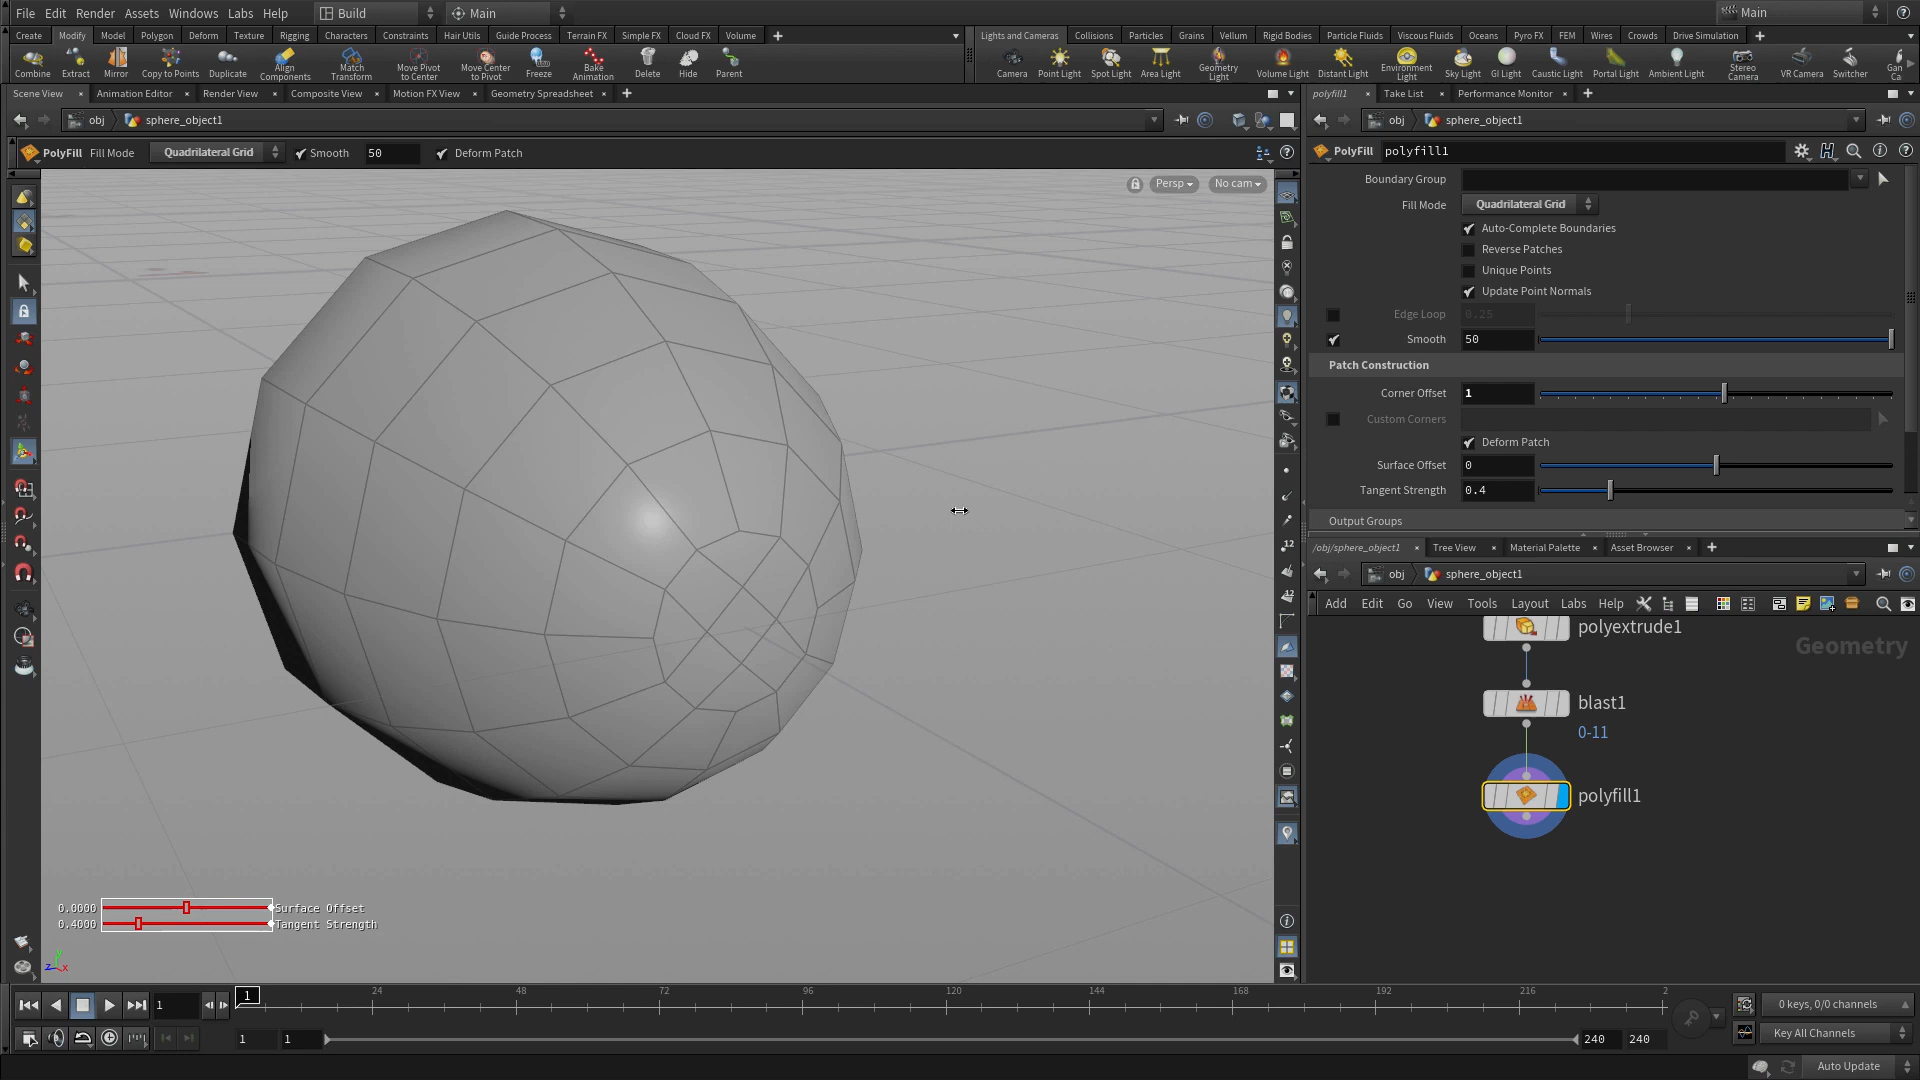 File Edit Render Assets Windows Labs Help Build Main Main
Create Modify Model Polygon Deform Texture Rigging Characters Constraints Hair Utils Guide Process Terrain FX Simple FX Cloud FX Volume
Lights and Cameras Collisions Particles Grains Vellum Rigid Bodies Particle Fluids Viscous Fluids Oceans Pyro FX FEM Wires Crowds Drive Simulation
Combine Extract Mirror Copy to Points Duplicate Align Components Match Transform Move Pivot to Center Move Center to Pivot Freeze Bake Animation Delete Hide Parent
Camera Point Light Spot Light Area Light Geometry Light Volume Light Distant Light Environment Light Sky Light GI Light Caustic Light Portal Light Ambient Light Stereo Camera VR Camera Switcher Gan Ca
Scene View Animation Editor Render View Composite View Motion FX View Geometry Spreadsheet
polyfill1 Take List Performance Monitor
obj sphere_object1
obj sphere_object1
PolyFill Fill Mode Quadrilateral Grid Smooth 50 Deform Patch
PolyFill polyfill1
Persp No cam
Boundary Group
Fill Mode Quadrilateral Grid
Auto-Complete Boundaries
Reverse Patches
Unique Points
Update Point Normals
Edge Loop 0.25
Smooth 50
Patch Construction
Corner Offset 1
Custom Corners
Deform Patch
Surface Offset 0
Tangent Strength 0.4
Output Groups
/obj/sphere_object1 Tree View Material Palette Asset Browser
obj sphere_object1
Add Edit Go View Tools Layout Labs Help
12
12
polyextrude1
Geometry
blast1
0-11
polyfill1
0.0000 Surface Offset
0.4000 Tangent Strength
y
z x
1 1 24 48 72 96 120 144 168 192 216 2
0 keys, 0/0 channels
1 1 240 240
Key All Channels
Auto Update